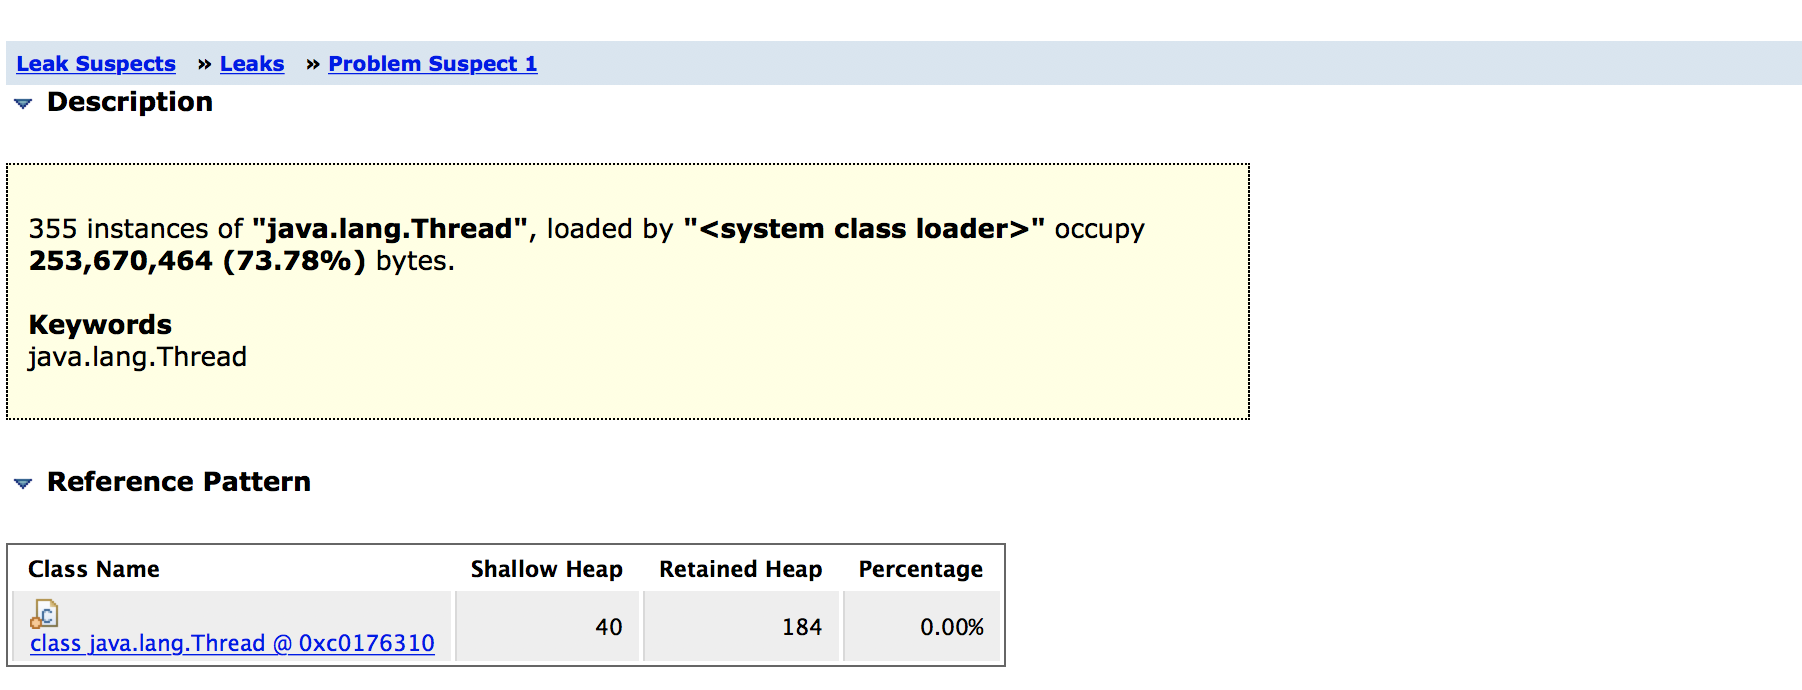 Leak Suspects » Leaks » Problem Suspect 1
Description
355 instances of "java.lang.Thread", loaded by "<system class loader>" occupy
253,670,464 (73.78%) bytes.
Keywords
java.lang.Thread
Reference Pattern
Class Name Shallow Heap Retained Heap Percentage
class java.lang.Thread @ 0xc0176310 40 184 0.00%